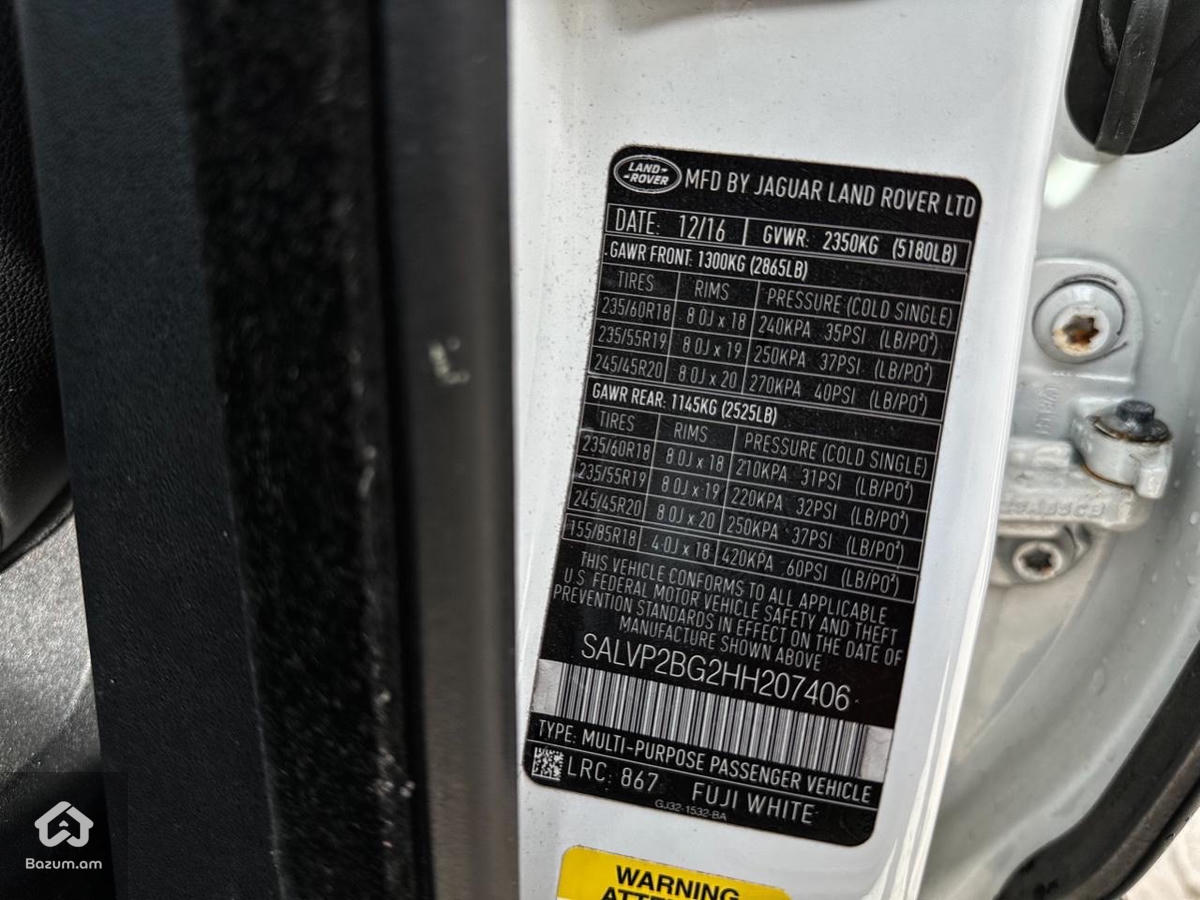 LAND-
-ROVER
MFD BY JAGUAR LAND ROVER LTD
DATE: 12/16 GVWR: 2350KG (5180LB)
GAWR FRONT: 1300KG (2865LB)
TIRES RIMS PRESSURE (COLD SINGLE)
235/60R18 8.0J x 18 240KPA 35PSI (LB/PO²)
235/55R19 8.0J x 19 250KPA 37PSI (LB/PO²)
245/45R20 8.0J x 20 270KPA 40PSI (LB/PO²)
GAWR REAR: 1145KG (2525LB)
TIRES RIMS PRESSURE (COLD SINGLE)
235/60R18 8.0J x 18 210KPA 31PSI (LB/PO²)
235/55R19 8.0J x 19 220KPA 32PSI (LB/PO²)
245/45R20 8.0J x 20 250KPA 37PSI (LB/PO²)
155/85R18 4.0J x 18 420KPA 60PSI (LB/PO²)
THIS VEHICLE CONFORMS TO ALL APPLICABLE
U.S. FEDERAL MOTOR VEHICLE SAFETY AND THEFT
PREVENTION STANDARDS IN EFFECT ON THE DATE OF
MANUFACTURE SHOWN ABOVE
SALVP2BG2HH207406
TYPE: MULTI-PURPOSE PASSENGER VEHICLE
LRC: 867 FUJI WHITE
GJ32-1532-BA
WARNING
Bazum.am